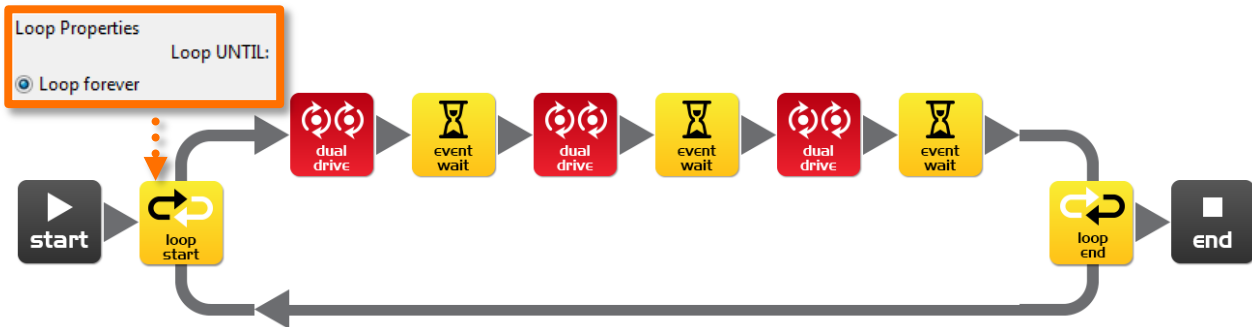 Loop Properties
Loop UNTIL:
Loop forever
start
loop
start
dual
drive
event
wait
dual
drive
event
wait
dual
drive
event
wait
loop
end
end